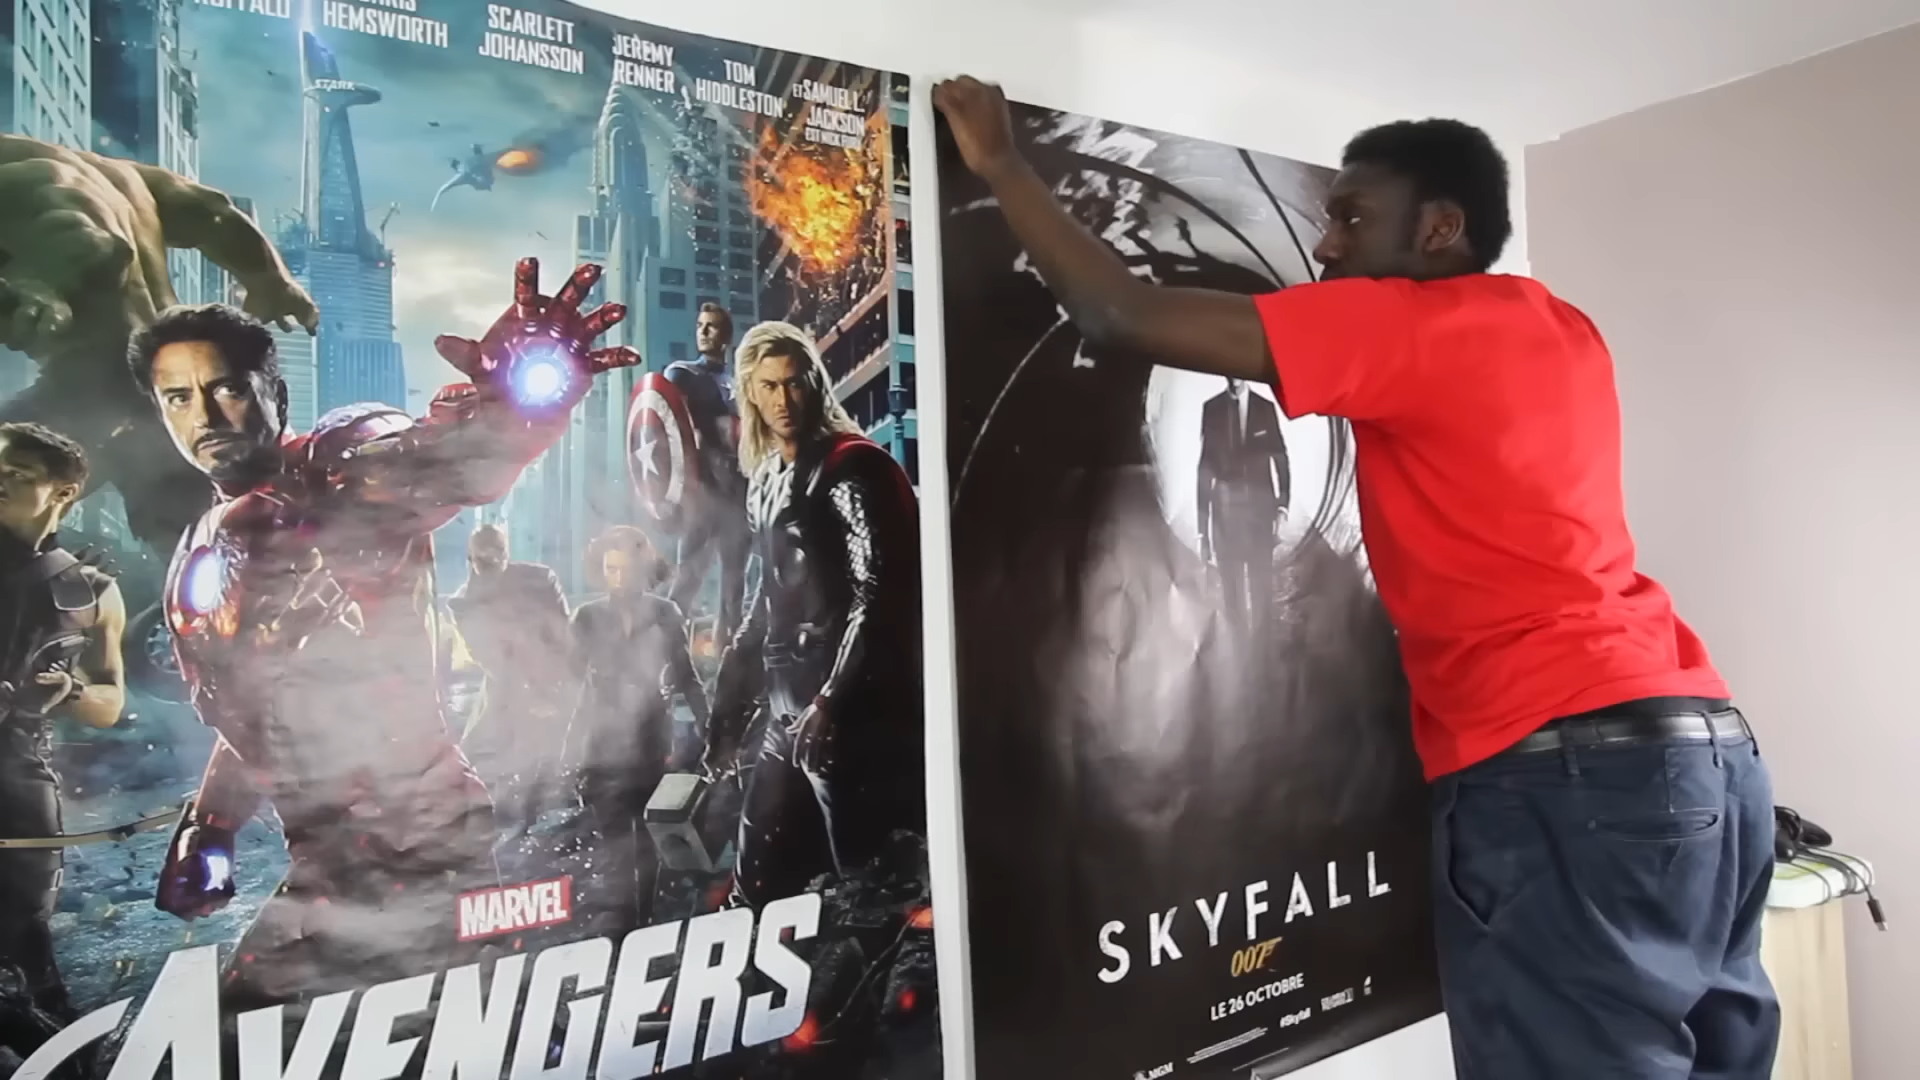 HEMSWORTH
SCARLETT
JOHANSSON
JEREMY
RENNER
TOM
HIDDLESTON
ET SAMUEL L.
JACKSON
STARK
MARVEL
AVENGERS
SKYFALL
007
LE 26 OCTOBRE
#Skyfall
MGM